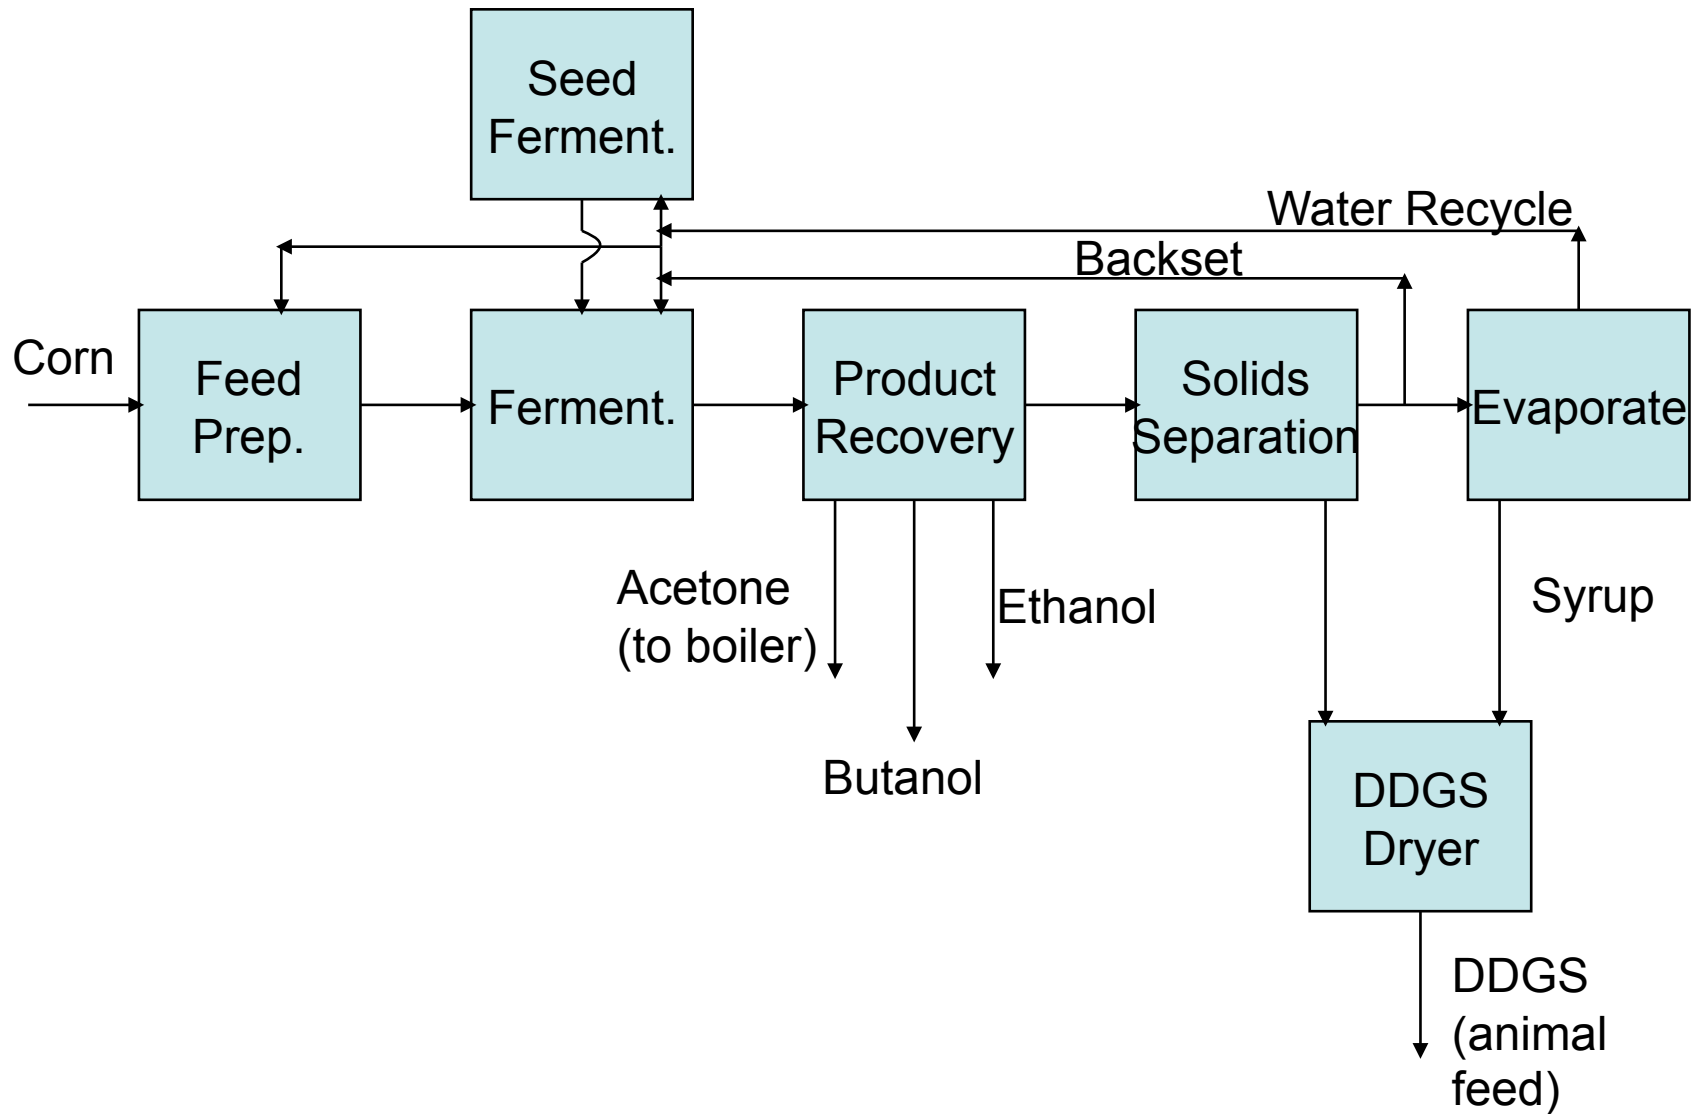 Seed
Ferment.
Water Recycle
Backset
Corn
Feed
Prep.
Ferment.
Product
Recovery
Solids
Separation
Evaporate
Acetone
(to boiler)
Ethanol
Syrup
Butanol
DDGS
Dryer
DDGS
(animal
feed)